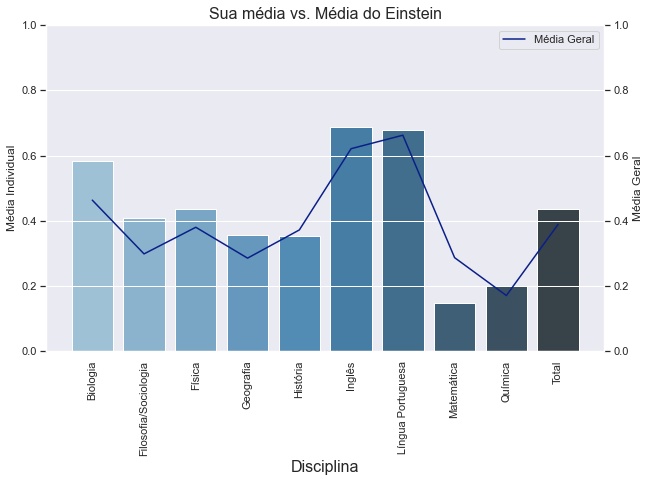 Sua média vs. Média do Einstein
1.0
0.8
0.6
0.4
0.2
0.0
Média Individual
1.0
0.8
0.6
0.4
0.2
0.0
Média Geral
Média Geral
Biologia
Filosofia/Sociologia
Física
Geografia
História
Inglês
Língua Portuguesa
Matemática
Química
Total
Disciplina